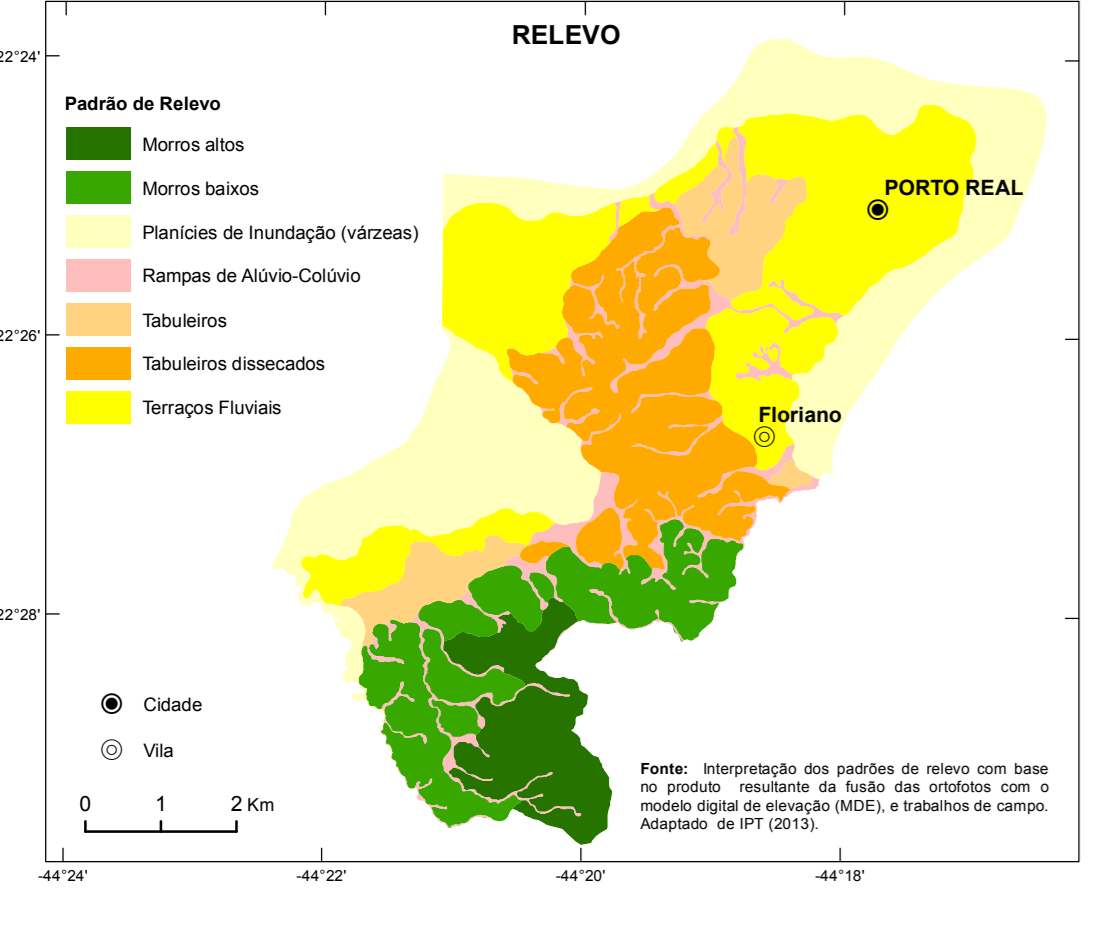 RELEVO
22°24'
Padrão de Relevo
Morros altos
Morros baixos
Planícies de Inundação (várzeas)
Rampas de Alúvio-Colúvio
Tabuleiros
Tabuleiros dissecados
Terraços Fluviais
PORTO REAL
22°26'
Floriano
22°28'
Cidade
Vila
0 1 2 Km
Fonte: Interpretação dos padrões de relevo com base
no produto resultante da fusão das ortofotos com o
modelo digital de elevação (MDE), e trabalhos de campo.
Adaptado de IPT (2013).
-44°24' -44°22' -44°20' -44°18'